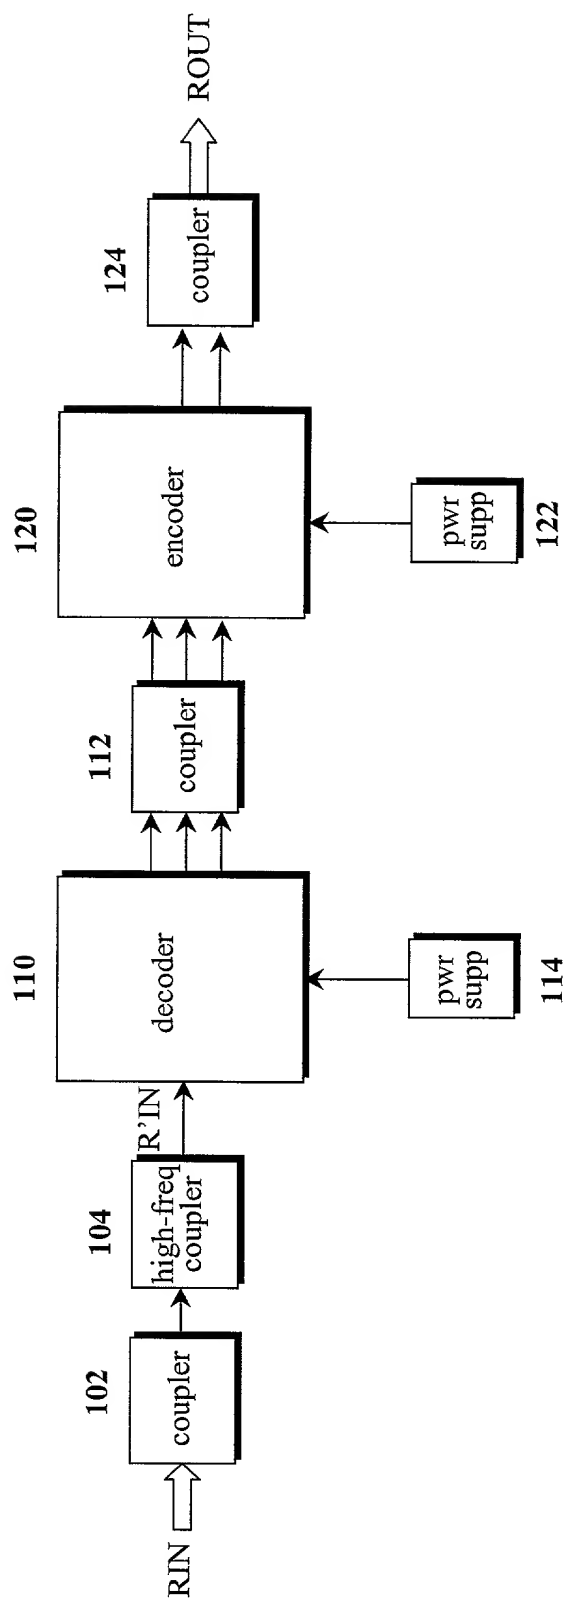 RIN
102
coupler
104
high-freq
coupler
R'IN
110
decoder
114
pwr
supp
112
coupler
120
encoder
122
pwr
supp
124
coupler
ROUT